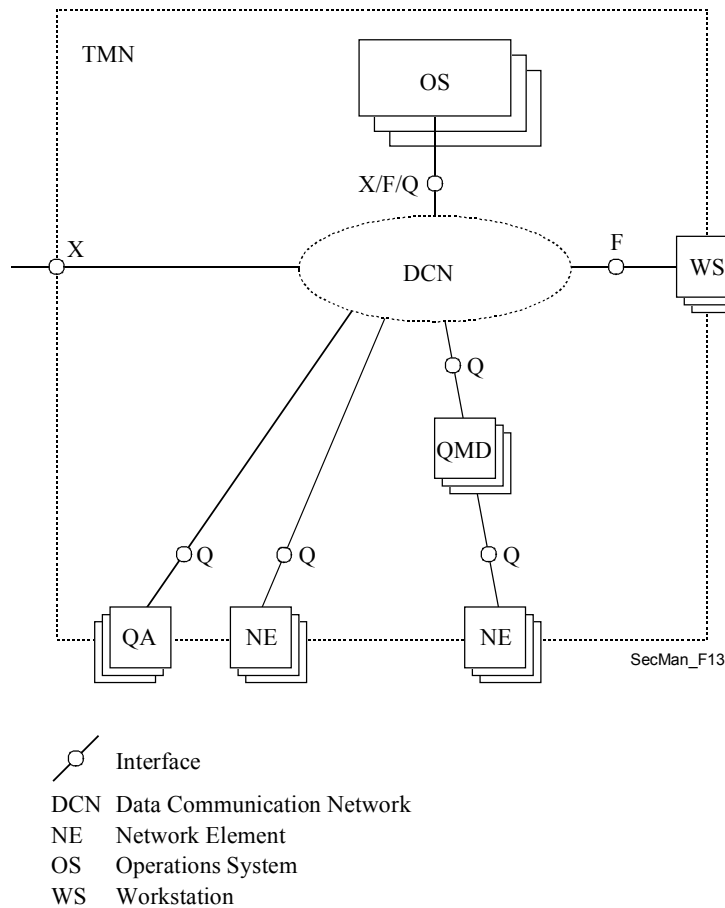 TMN
OS
X/F/Q
X
F
DCN
WS
Q
QMD
Q
Q
Q
QA
NE
NE
SecMan_F13
Interface
DCN Data Communication Network
NE Network Element
OS Operations System
WS Workstation